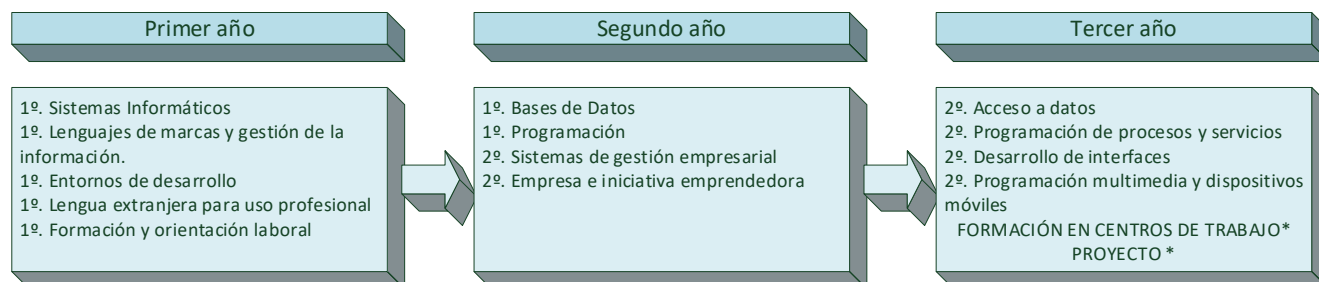 Primer año
1º. Sistemas Informáticos
1º. Lenguajes de marcas y gestión de la
información.
1º. Entornos de desarrollo
1º. Lengua extranjera para uso profesional
1º. Formación y orientación laboral
Segundo año
1º. Bases de Datos
1º. Programación
2º. Sistemas de gestión empresarial
2º. Empresa e iniciativa emprendedora
Tercer año
2º. Acceso a datos
2º. Programación de procesos y servicios
2º. Desarrollo de interfaces
2º. Programación multimedia y dispositivos
móviles
FORMACIÓN EN CENTROS DE TRABAJO*
PROYECTO *